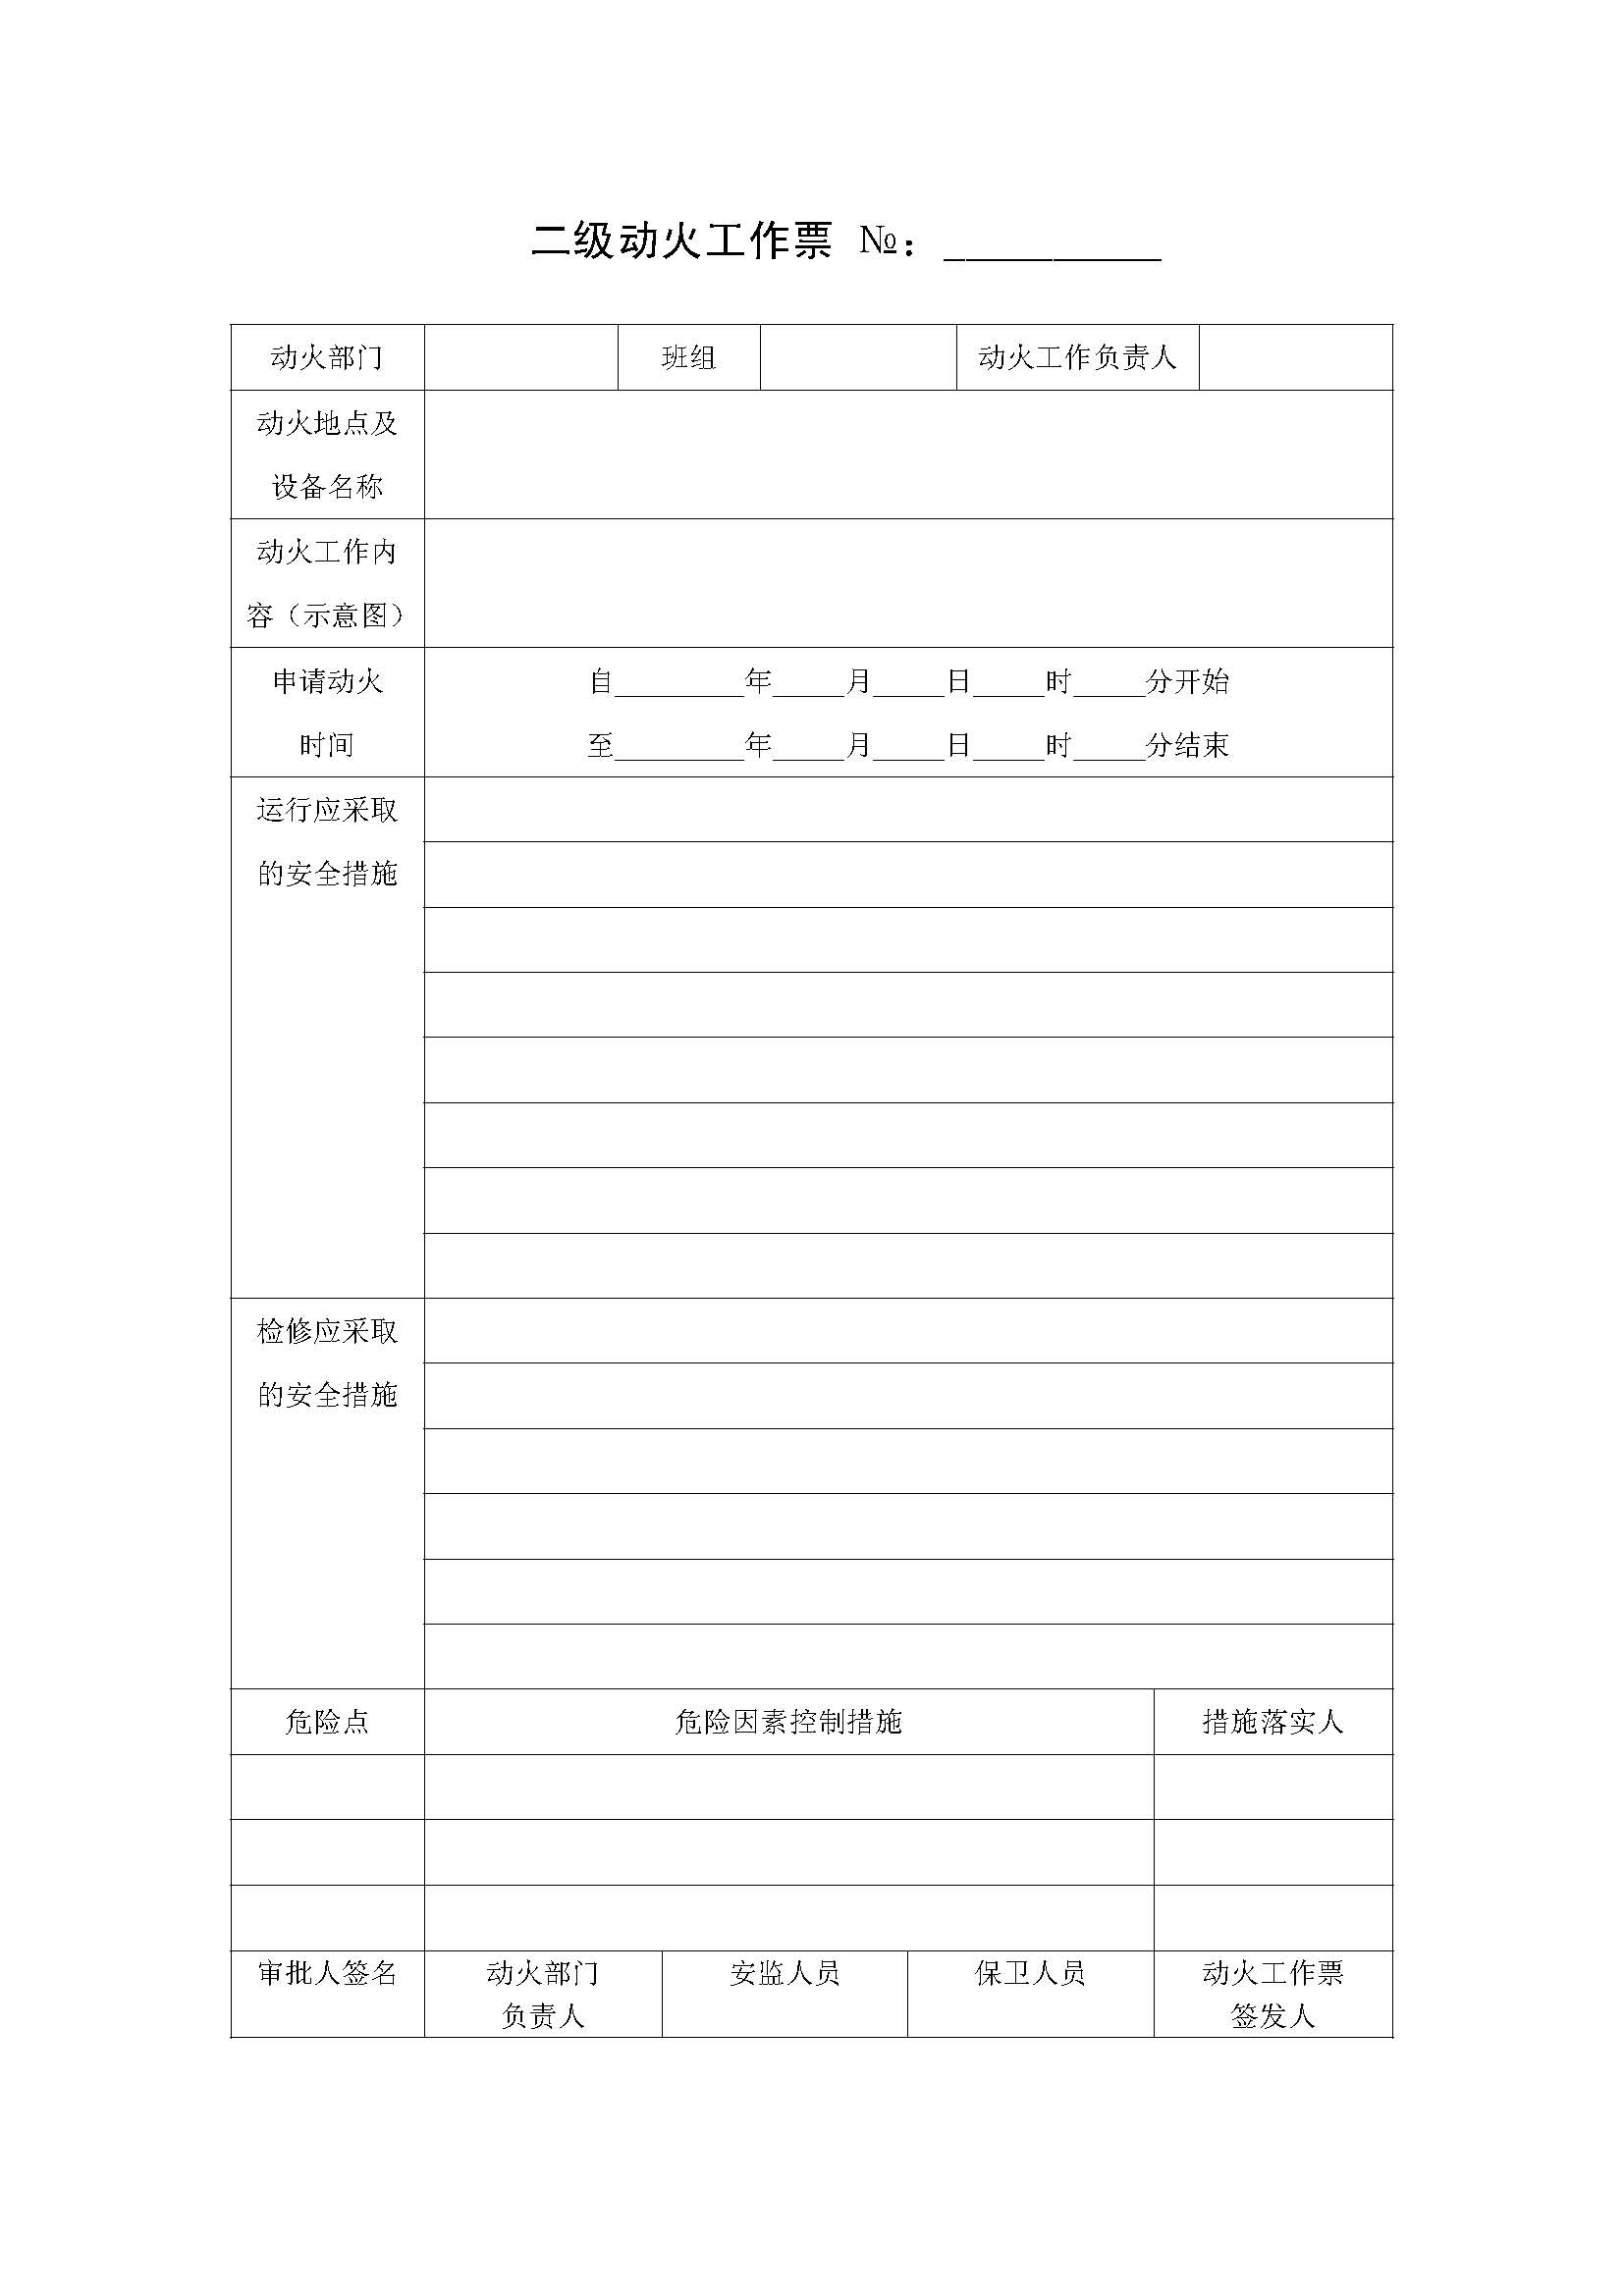 二级动火工作票 №：__________
动火部门 班组 动火工作负责人
动火地点及
设备名称
动火工作内
容（示意图）
申请动火
时间
自_________年_____月_____日_____时_____分开始
至_________年_____月_____日_____时_____分结束
运行应采取
的安全措施
检修应采取
的安全措施
危险点 危险因素控制措施 措施落实人
审批人签名
动火部门
负责人
安监人员
保卫人员
动火工作票
签发人